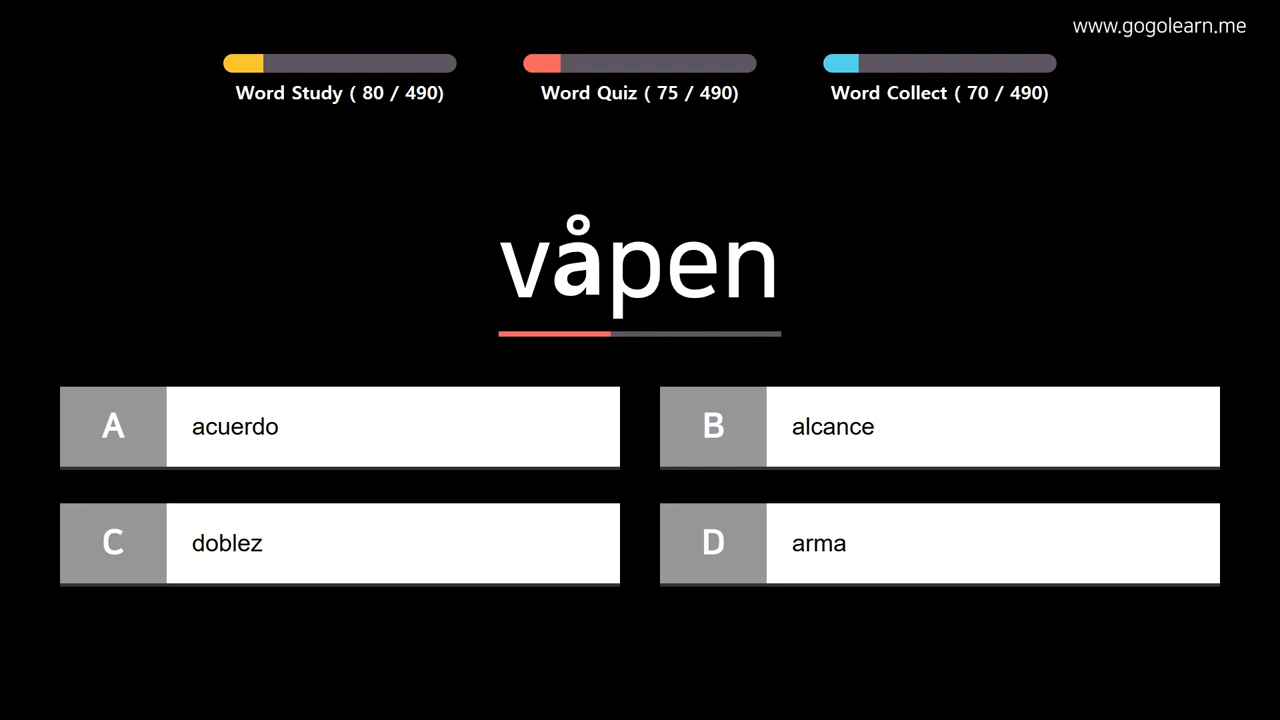 www.gogolearn.me
Word Study ( 80 / 490)
Word Quiz ( 75 / 490)
Word Collect ( 70 / 490)
våpen
A acuerdo
B alcance
C doblez
D arma